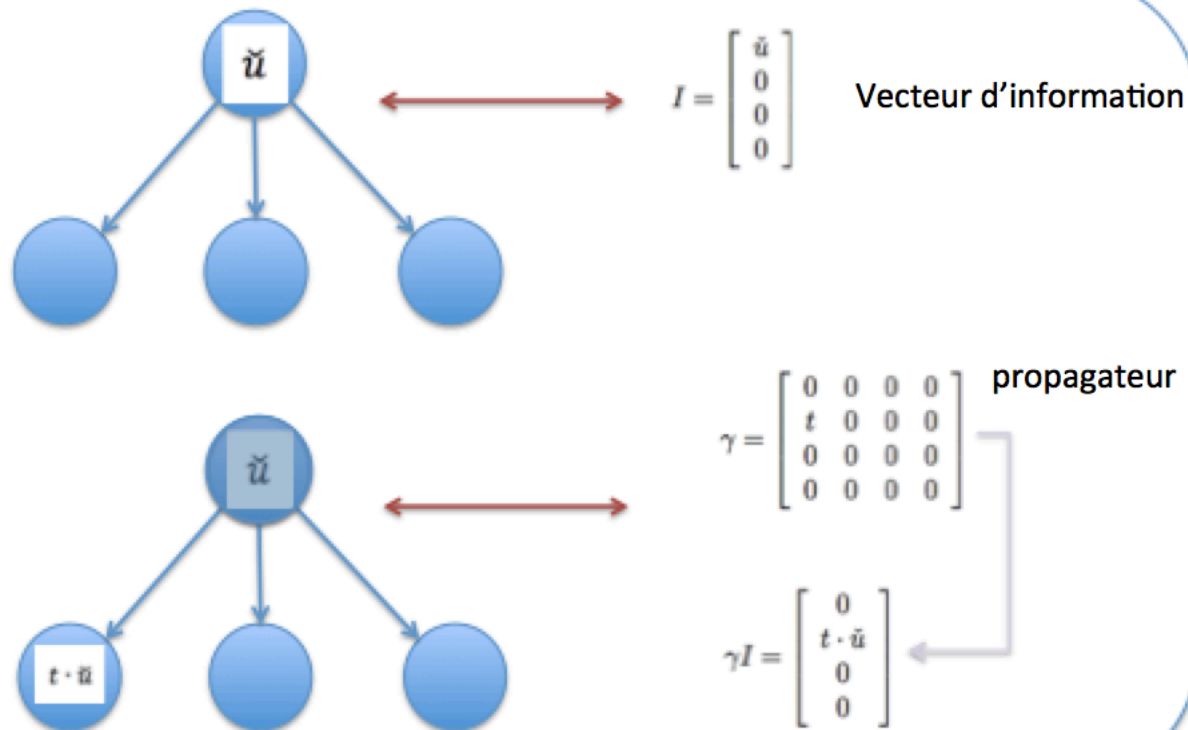 ǔ
I = [ ǔ 0 0 0 ]
Vecteur d’information
propagateur
γ = [ 0 0 0 0
t 0 0 0
0 0 0 0
0 0 0 0 ]
ǔ
t · ǔ
γI = [ 0 t · ǔ 0 0 ]